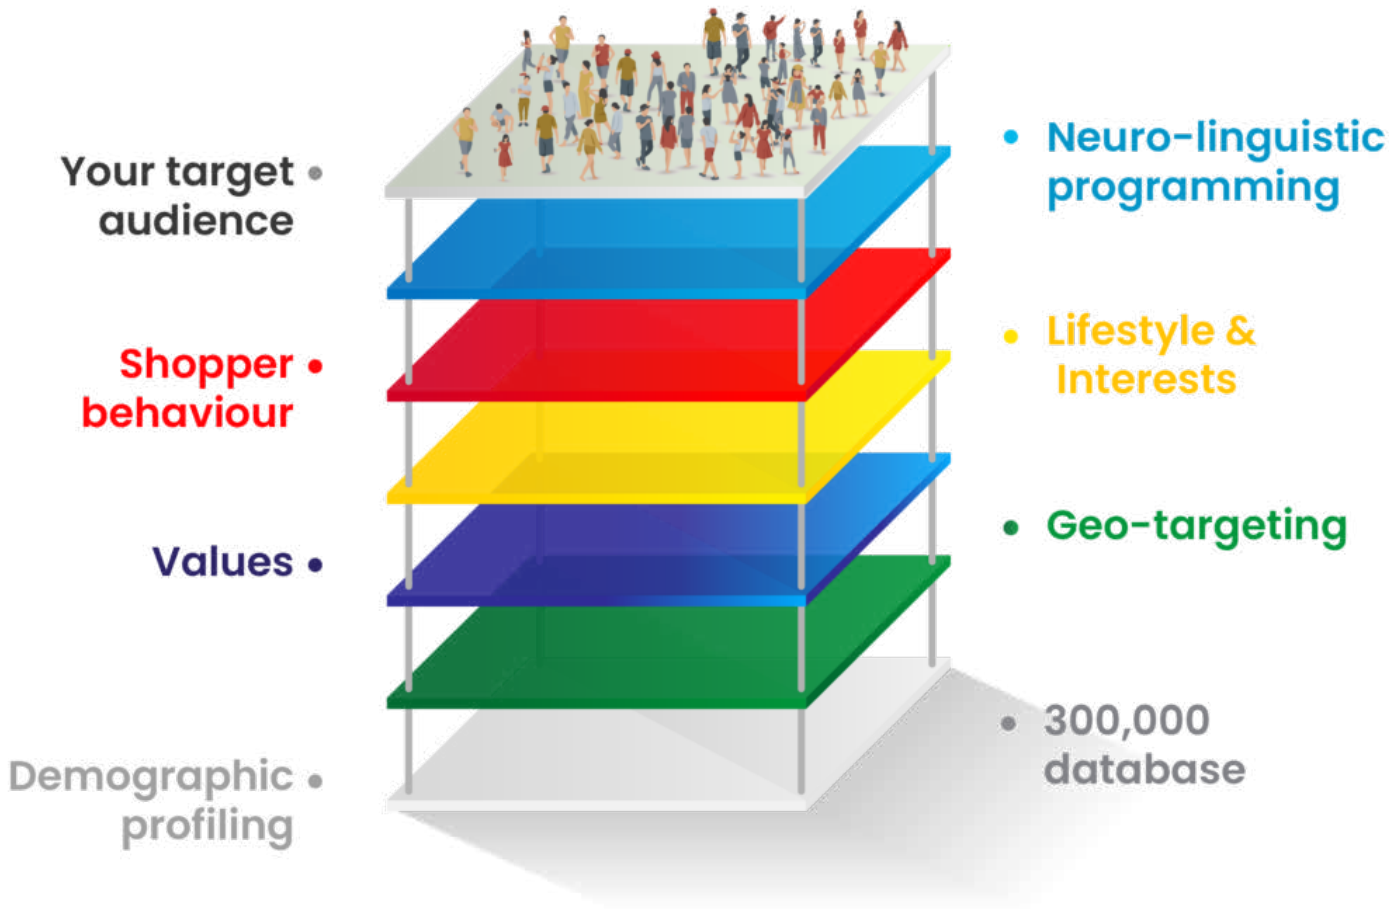 Your target
audience
Neuro-linguistic
programming
Shopper
behaviour
Lifestyle &
Interests
Values
Geo-targeting
Demographic
profiling
300,000
database